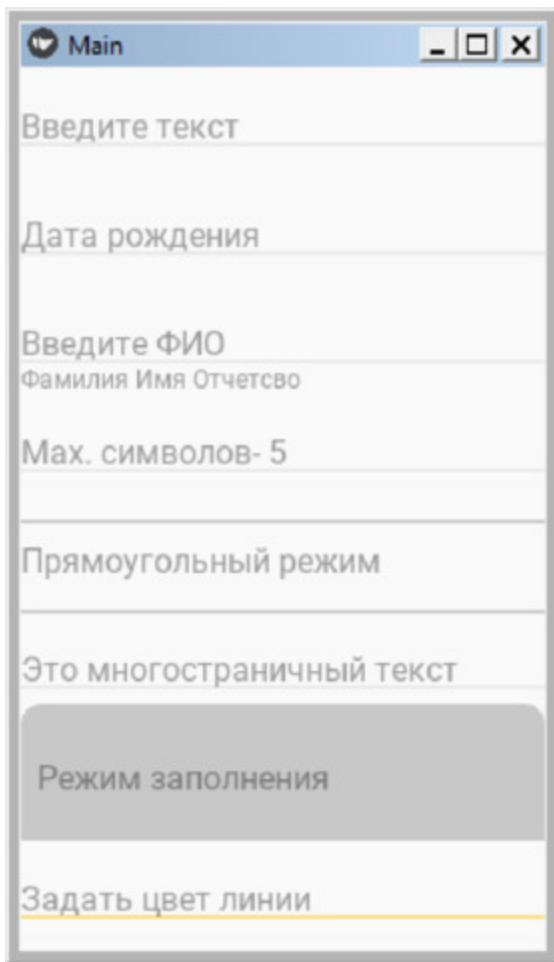 Main
Введите текст
Дата рождения
Введите ФИО
Фамилия Имя Отчетсво
Мах. символов- 5
Прямоугольный режим
Это многостраничный текст
Режим заполнения
Задать цвет линии